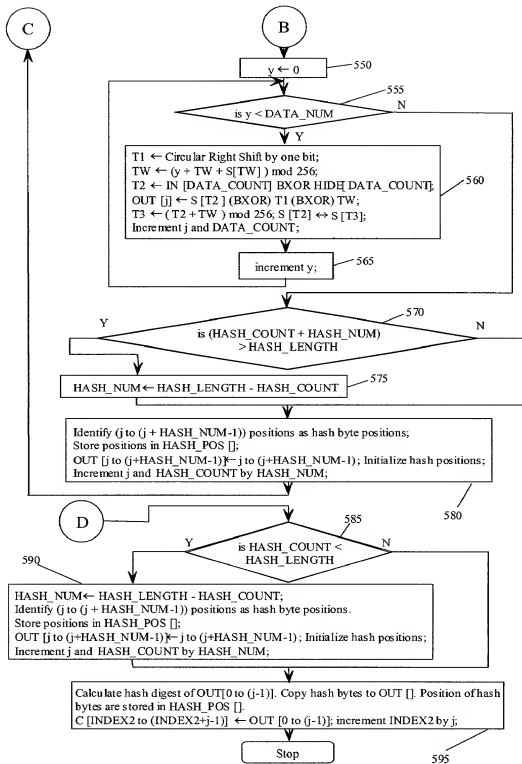 C
B
y ← 0
550
555
is y < DATA_NUM
N
Y
T1 ← Circular Right Shift by one bit;
TW ← (y + TW + S[TW] ) mod 256;
T2 ← IN [DATA_COUNT] BXOR HIDE[ DATA_COUNT];
OUT [j] ← S [T2 ] (BXOR) T1 (BXOR) TW;
T3 ← ( T2 + TW ) mod 256; S [T2] ↔ S [T3];
Increment j and DATA_COUNT;
560
increment y;
565
570
Y
is (HASH_COUNT + HASH_NUM)
> HASH_LENGTH
N
HASH_NUM ← HASH_LENGTH - HASH_COUNT
575
Identify (j to (j + HASH_NUM-1)) positions as hash byte positions;
Store positions in HASH_POS [];
OUT [j to (j+HASH_NUM-1)] ← j to (j+HASH_NUM-1) ; Initialize hash positions;
Increment j and HASH_COUNT by HASH_NUM;
580
D
585
590
Y
is HASH_COUNT <
HASH_LENGTH
N
HASH_NUM ← HASH_LENGTH - HASH_COUNT;
Identify (j to (j + HASH_NUM-1)) positions as hash byte positions.
Store positions in HASH_POS [];
OUT [j to (j+HASH_NUM-1)] ← j to (j+HASH_NUM-1) ; Initialize hash positions;
Increment j and HASH_COUNT by HASH_NUM;
Calculate hash digest of OUT[0 to (j-1)]. Copy hash bytes to OUT []. Position of hash
bytes are stored in HASH_POS [].
C [INDEX2 to (INDEX2+j-1)] ← OUT [0 to (j-1)]; increment INDEX2 by j;
Stop
595